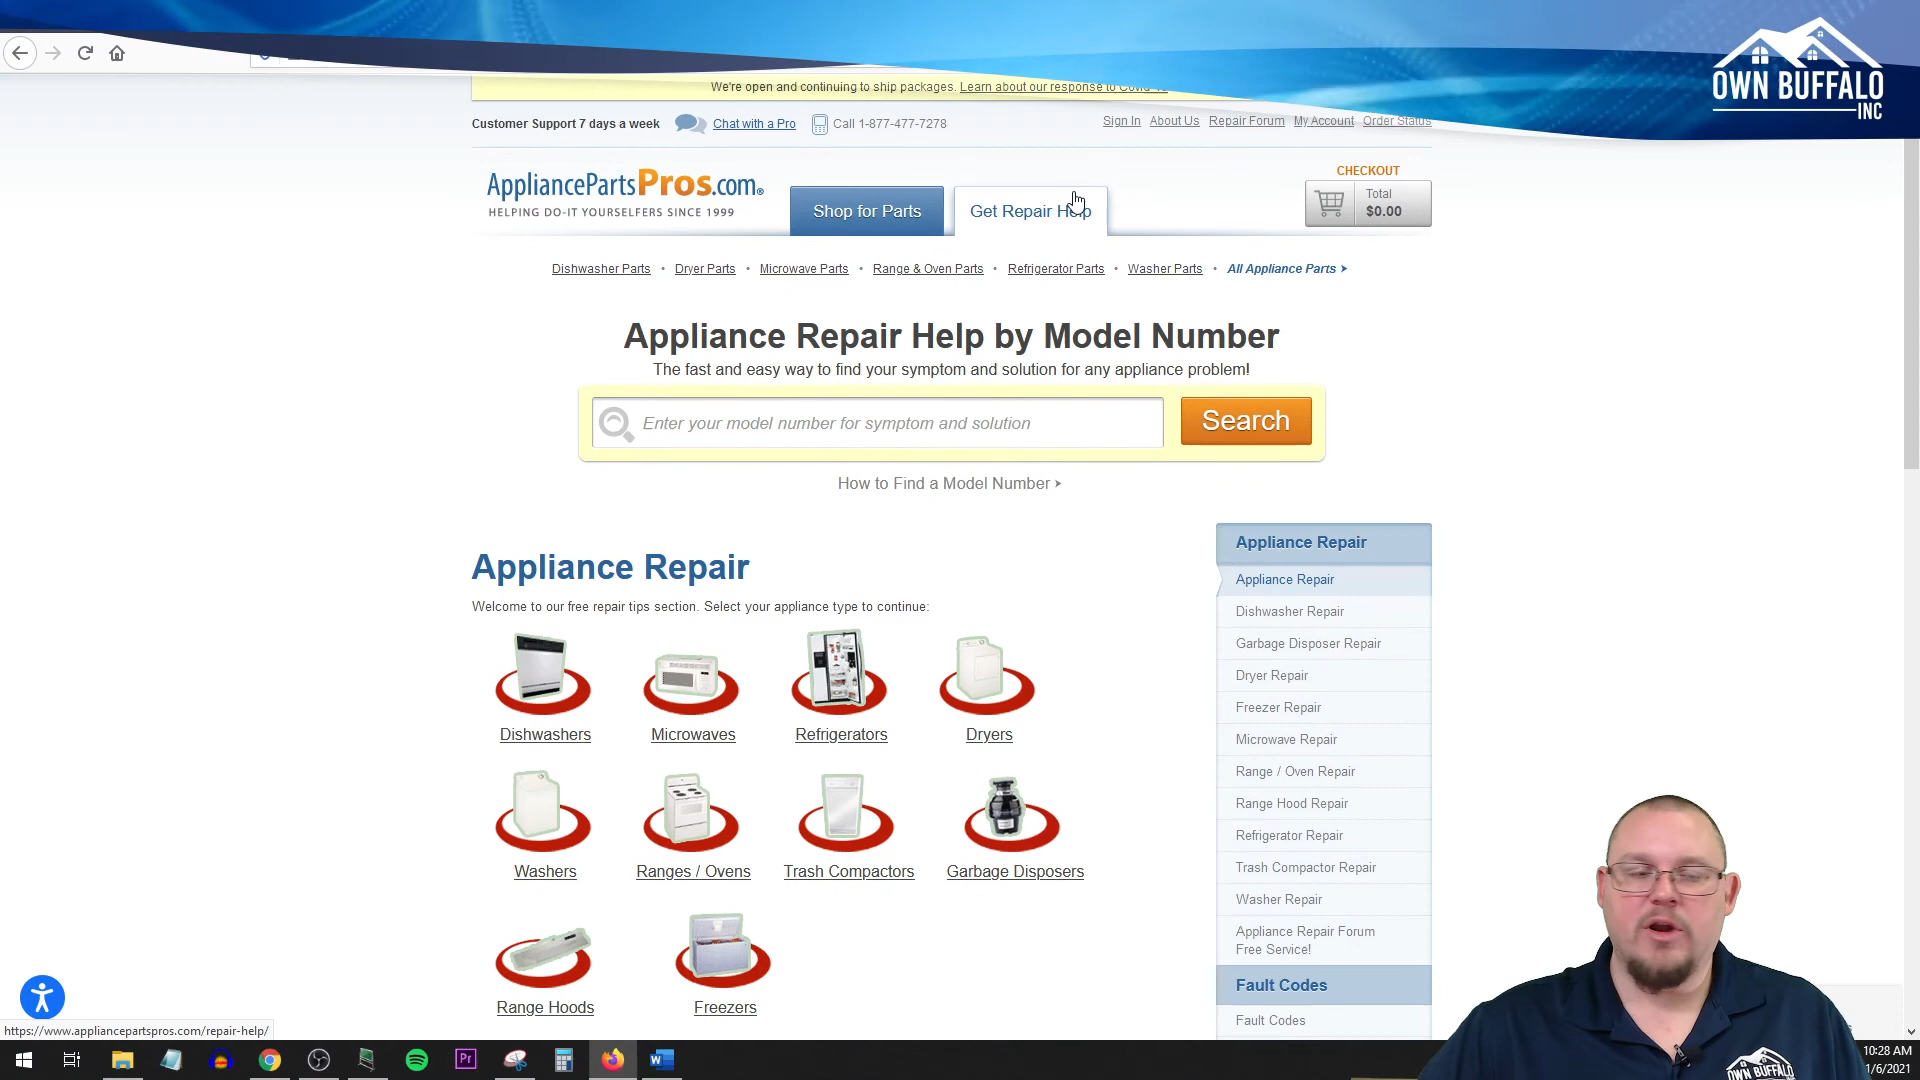 OWN BUFFALO
INC
We're open and continuing to ship packages. Learn about our response to Covid-
Customer Support 7 days a week Chat with a Pro Call 1-877-477-7278
Sign In About Us Repair Forum My Account Order Status
AppliancePartsPros.com®
HELPING DO-IT YOURSELFERS SINCE 1999
Shop for Parts
Get Repair Help
CHECKOUT
Total
$0.00
Dishwasher Parts • Dryer Parts • Microwave Parts • Range & Oven Parts • Refrigerator Parts • Washer Parts • All Appliance Parts
Appliance Repair Help by Model Number
The fast and easy way to find your symptom and solution for any appliance problem!
Enter your model number for symptom and solution
Search
How to Find a Model Number
Appliance Repair
Welcome to our free repair tips section. Select your appliance type to continue:
Dishwashers Microwaves Refrigerators Dryers
Washers Ranges / Ovens Trash Compactors Garbage Disposers
Range Hoods Freezers
Appliance Repair
Appliance Repair
Dishwasher Repair
Garbage Disposer Repair
Dryer Repair
Freezer Repair
Microwave Repair
Range / Oven Repair
Range Hood Repair
Refrigerator Repair
Trash Compactor Repair
Washer Repair
Appliance Repair Forum
Free Service!
Fault Codes
Fault Codes
https://www.appliancepartspros.com/repair-help/
Pr
W
10:28 AM
1/6/2021
OWN BUFFALO